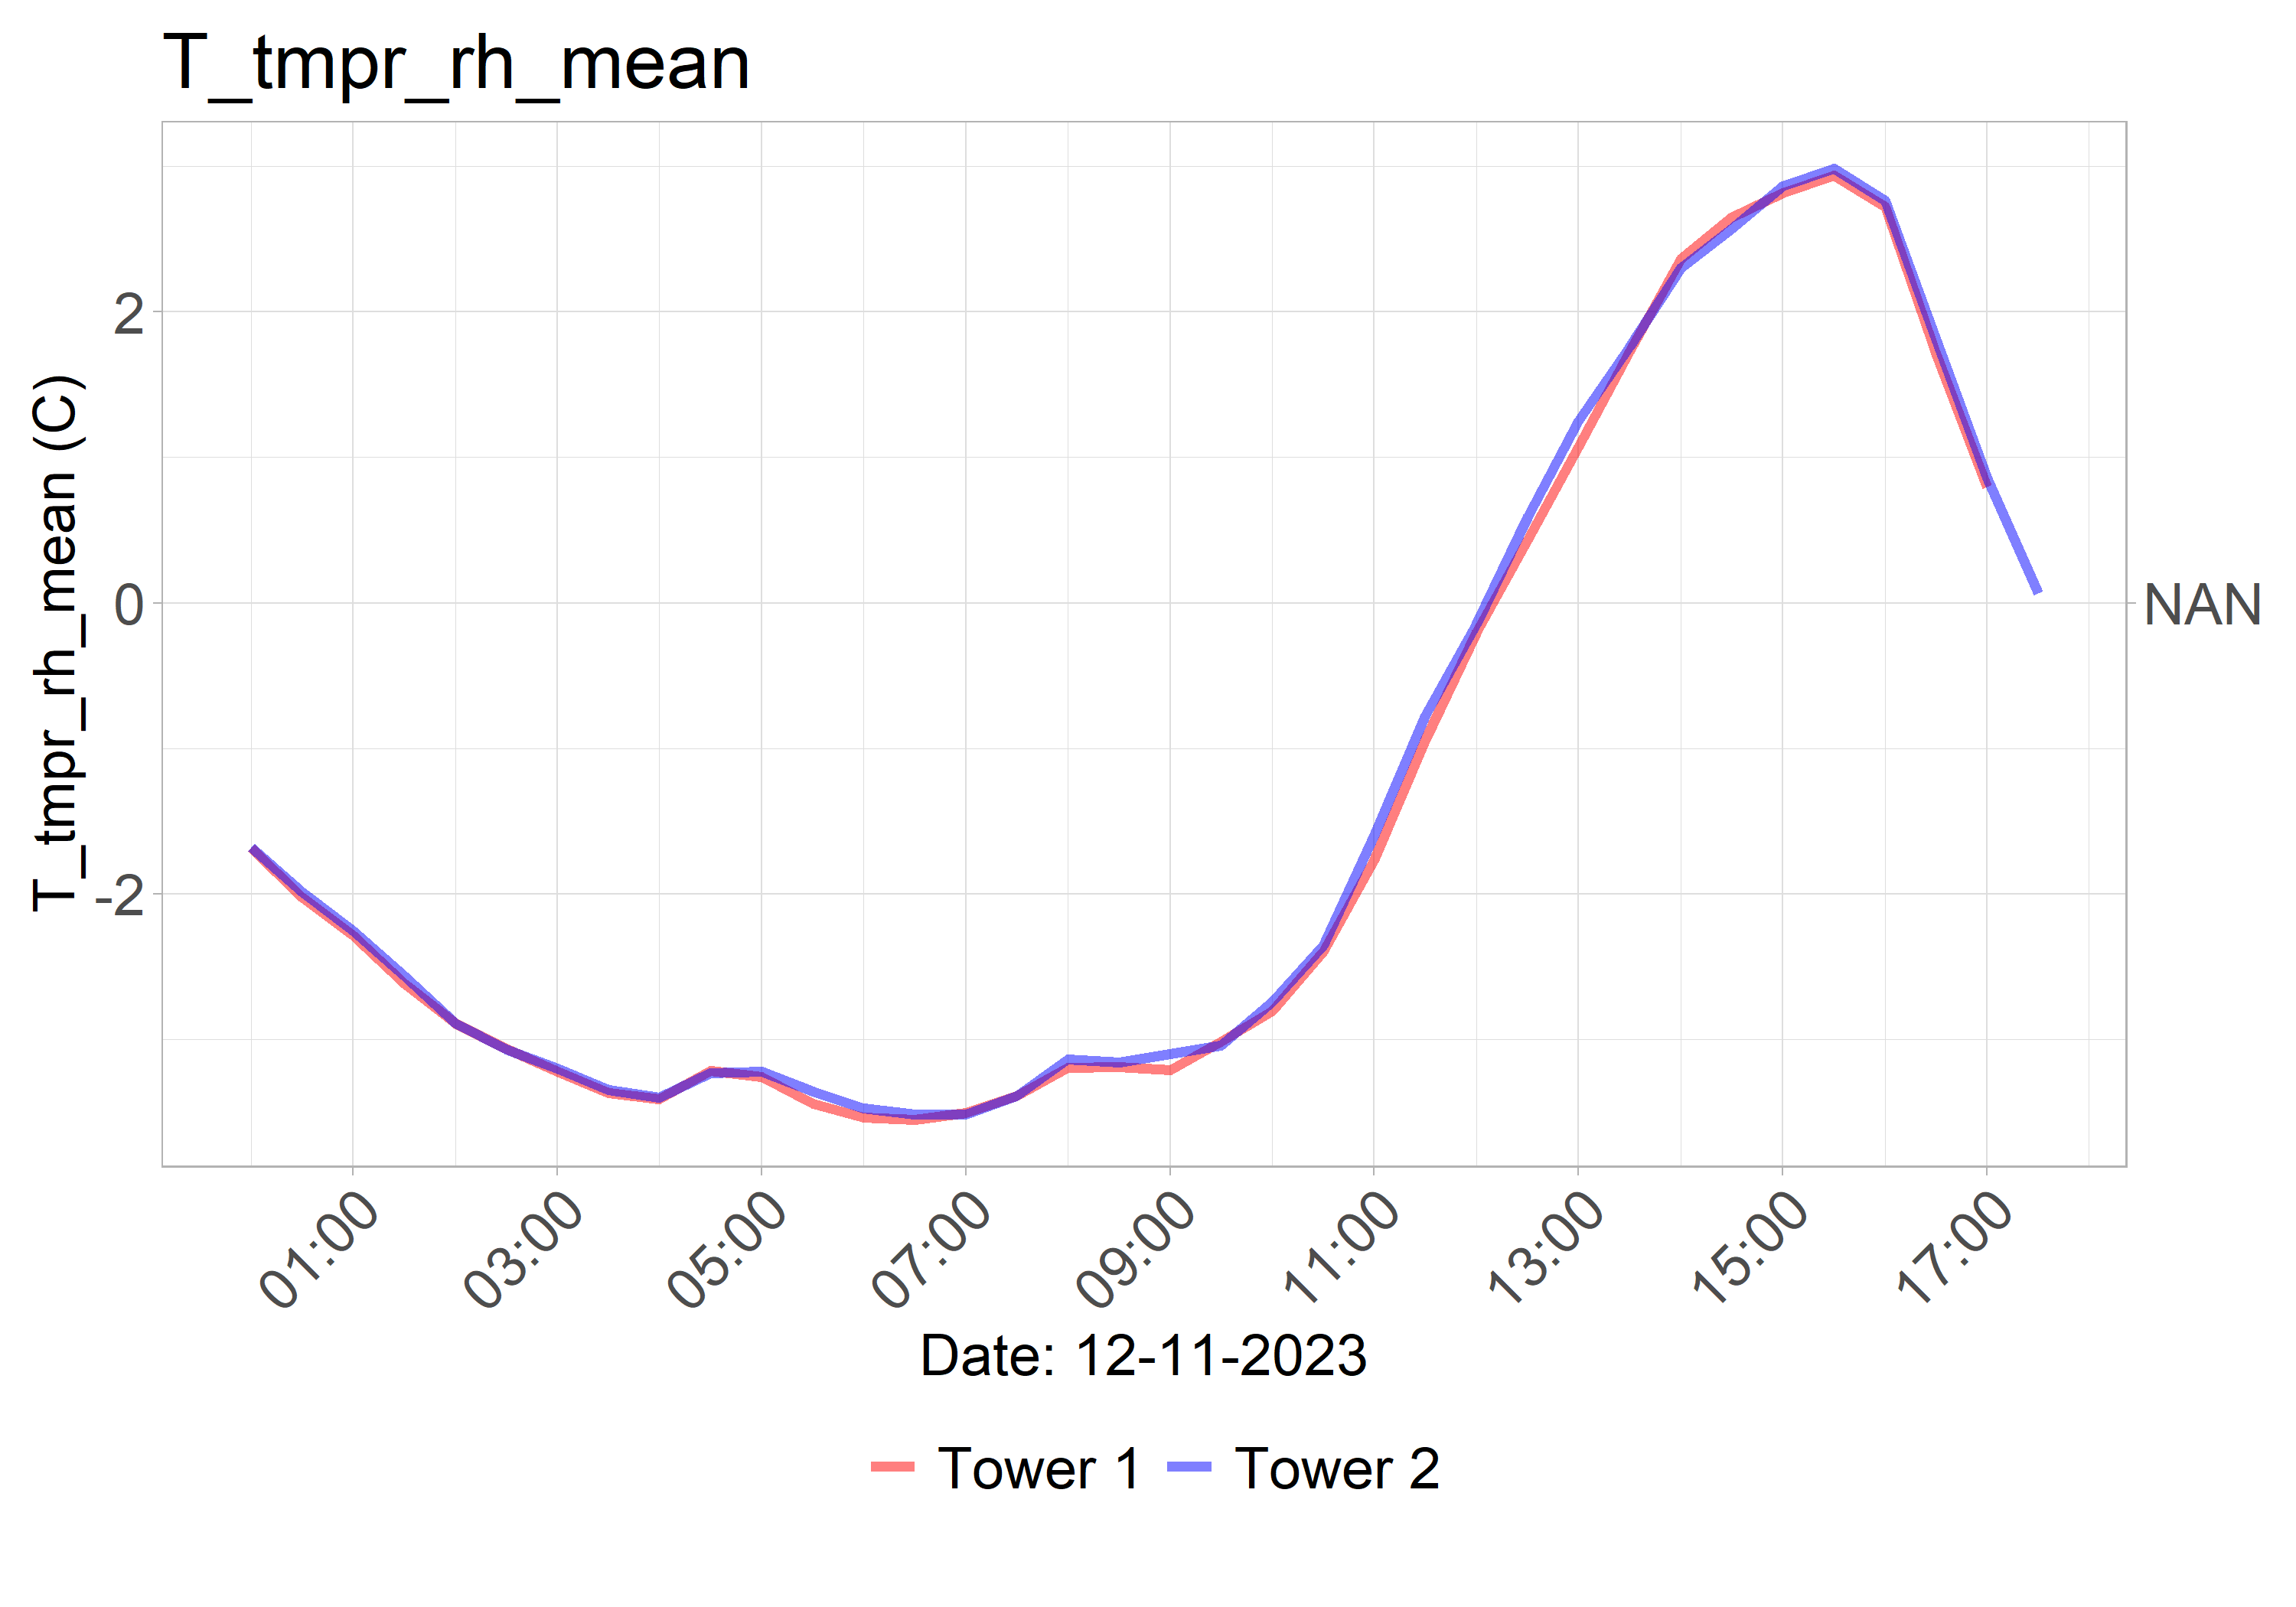 T_tmpr_rh_mean
T_tmpr_rh_mean (C)
2
0
-2
NAN
01:00
03:00
05:00
07:00
09:00
11:00
13:00
15:00
17:00
Date: 12-11-2023
Tower 1
Tower 2